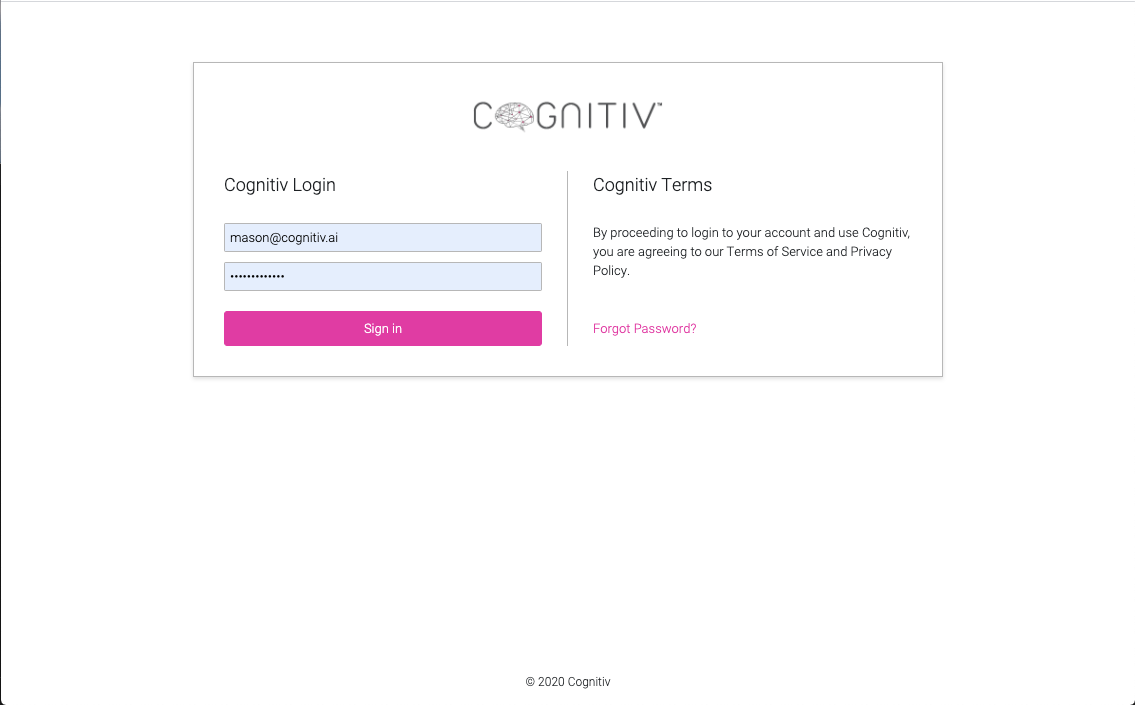 COGNITIV™
Cognitiv Login
mason@cognitiv.ai
•••••••••••••
Sign in
Cognitiv Terms
By proceeding to login to your account and use Cognitiv,
you are agreeing to our Terms of Service and Privacy
Policy.
Forgot Password?
© 2020 Cognitiv